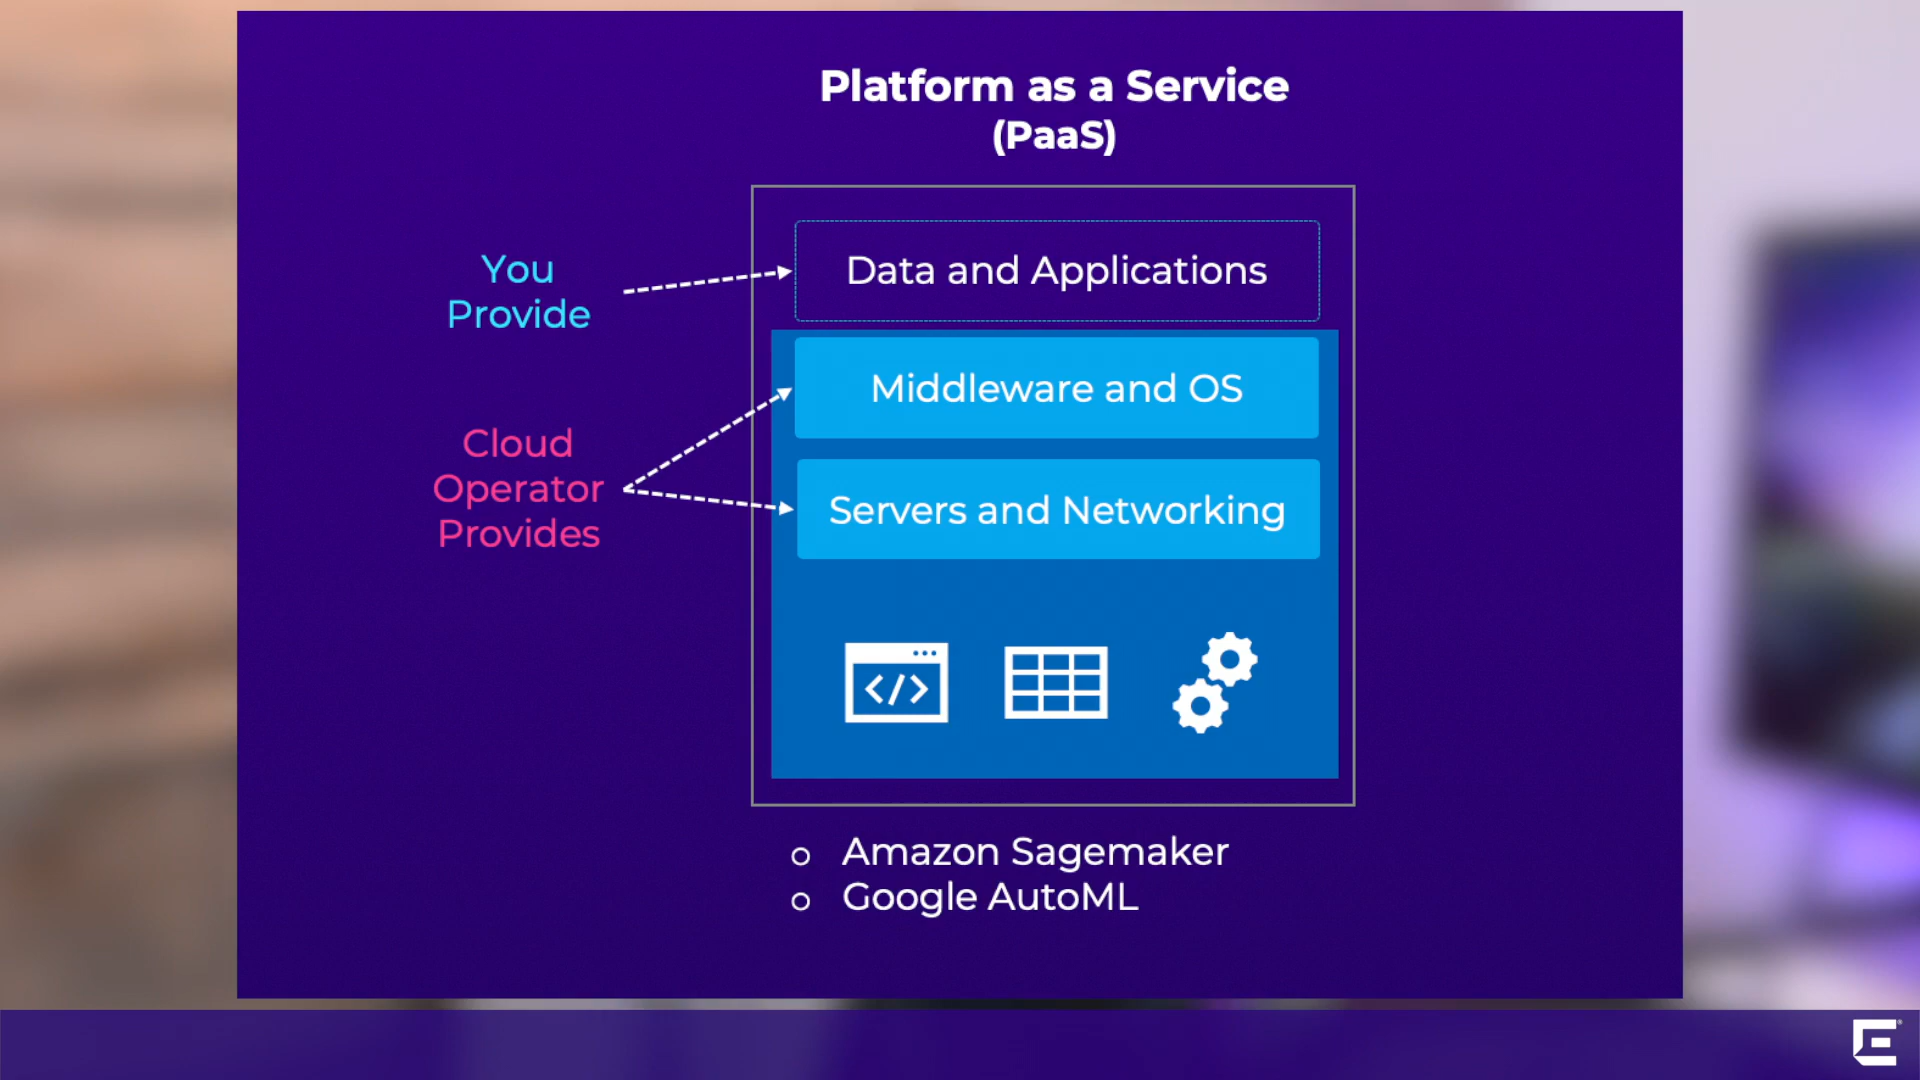 Platform as a Service
(PaaS)
You
Provide
Data and Applications
Middleware and OS
Cloud
Operator
Provides
Servers and Networking
</>
Amazon Sagemaker
Google AutoML